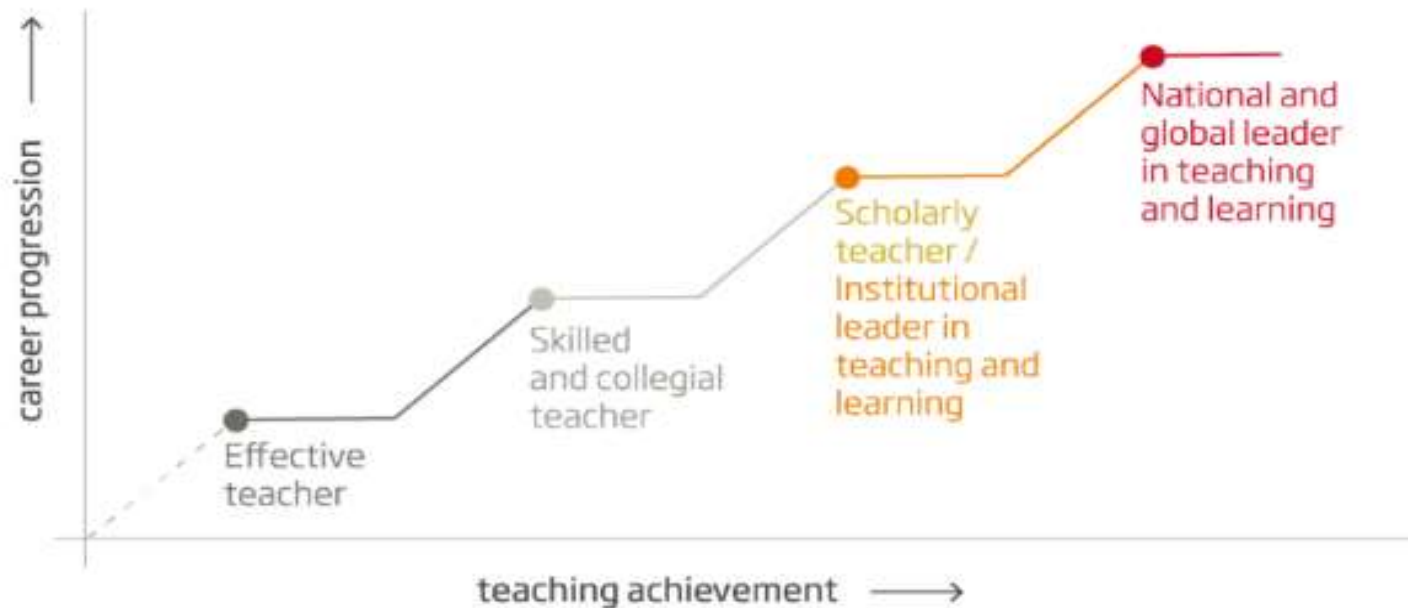 career progression
National and
global leader
in teaching
and learning
Scholarly
teacher /
Institutional
leader in
teaching and
learning
Skilled
and collegial
teacher
Effective
teacher
teaching achievement